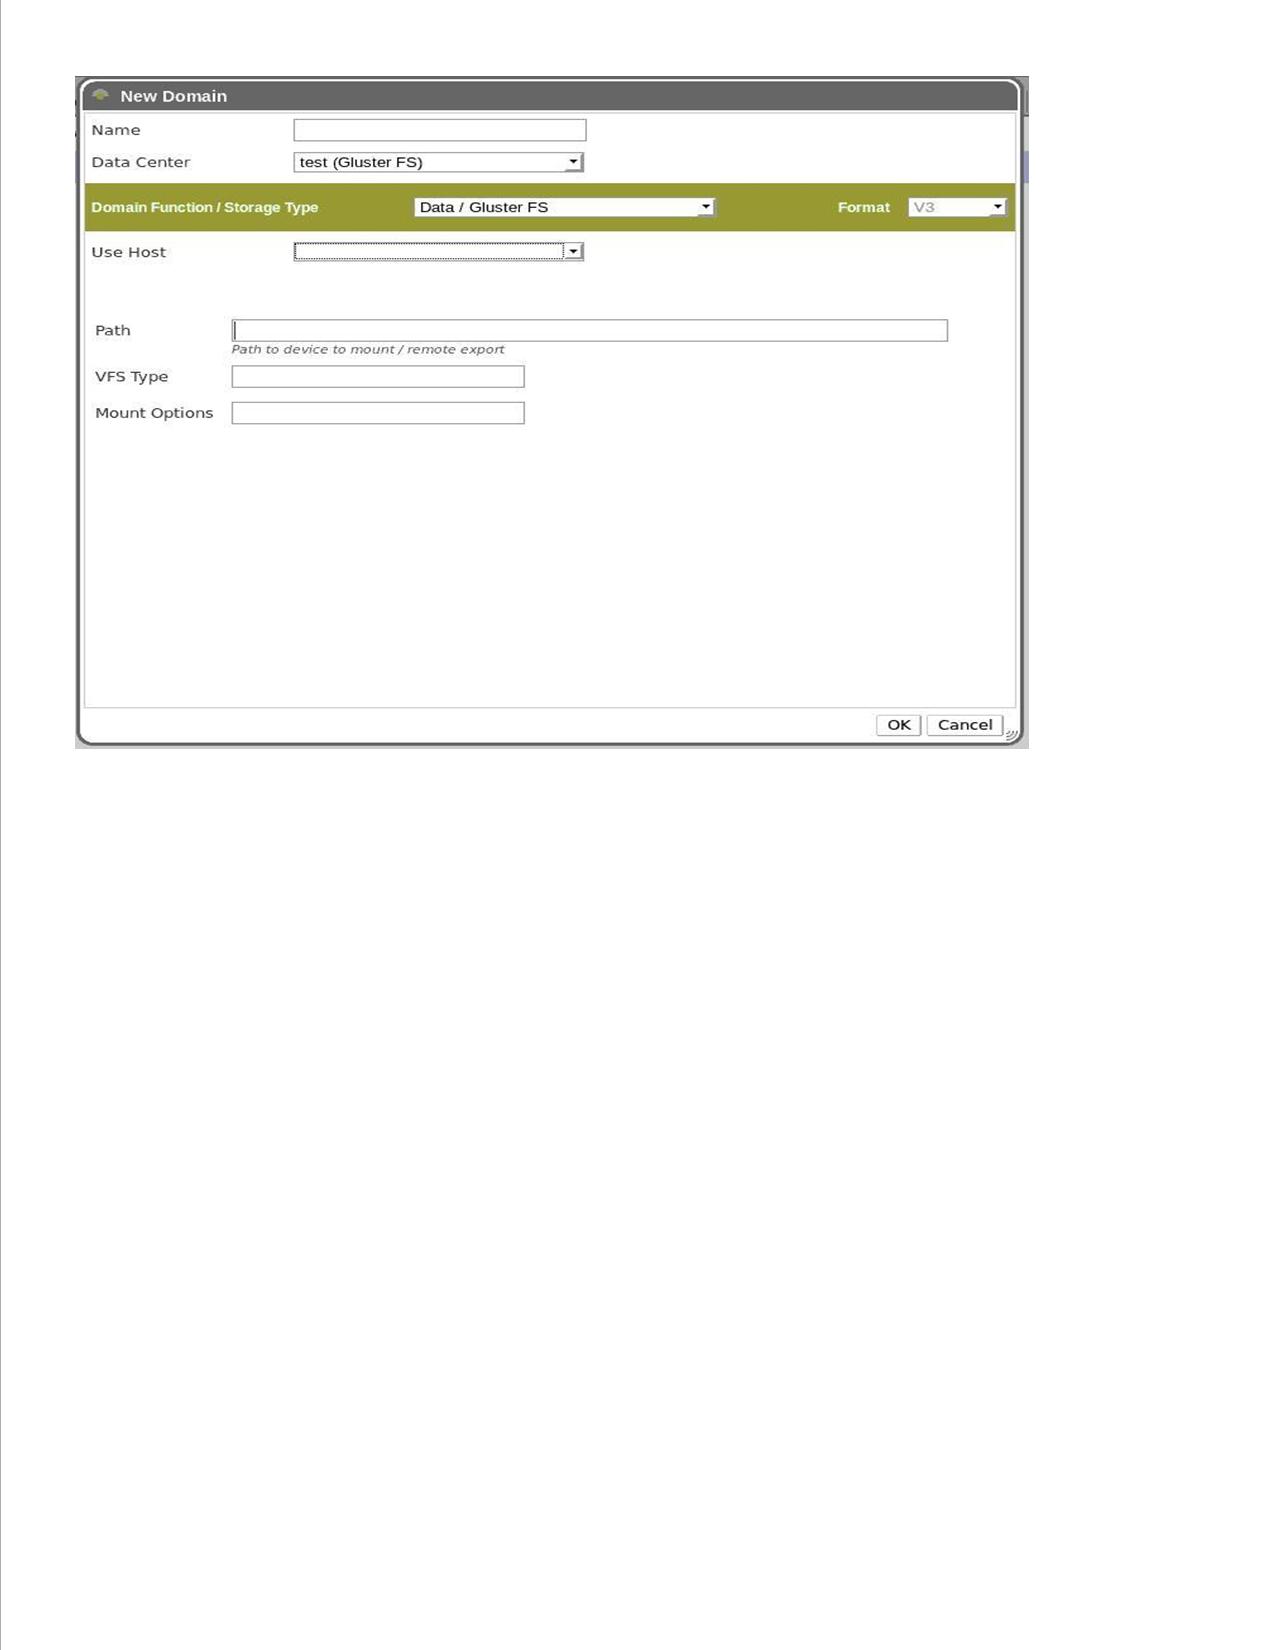 New Domain
Name
Data Center test (Gluster FS)
Domain Function / Storage Type Data / Gluster FS Format V3
Use Host
Path
Path to device to mount / remote export
VFS Type
Mount Options
OK Cancel